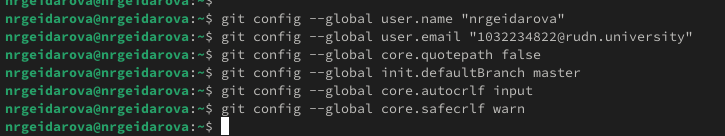 nrgeidarova@nrgeidarova:~$
nrgeidarova@nrgeidarova:~$ git config --global user.name "nrgeidarova"
nrgeidarova@nrgeidarova:~$ git config --global user.email "1032234822@rudn.university"
nrgeidarova@nrgeidarova:~$ git config --global core.quotepath false
nrgeidarova@nrgeidarova:~$ git config --global init.defaultBranch master
nrgeidarova@nrgeidarova:~$ git config --global core.autocrlf input
nrgeidarova@nrgeidarova:~$ git config --global core.safecrlf warn
nrgeidarova@nrgeidarova:~$